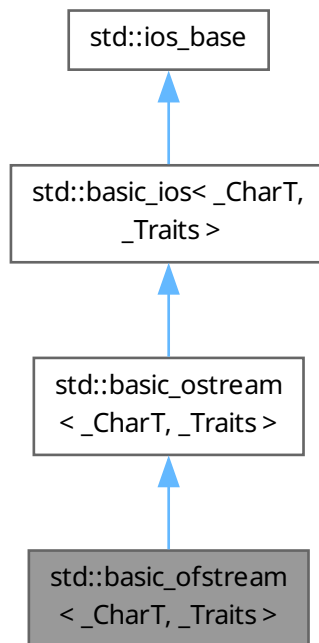 std::ios_base
std::basic_ios< _CharT,
_Traits >
std::basic_ostream
< _CharT, _Traits >
std::basic_ofstream
< _CharT, _Traits >